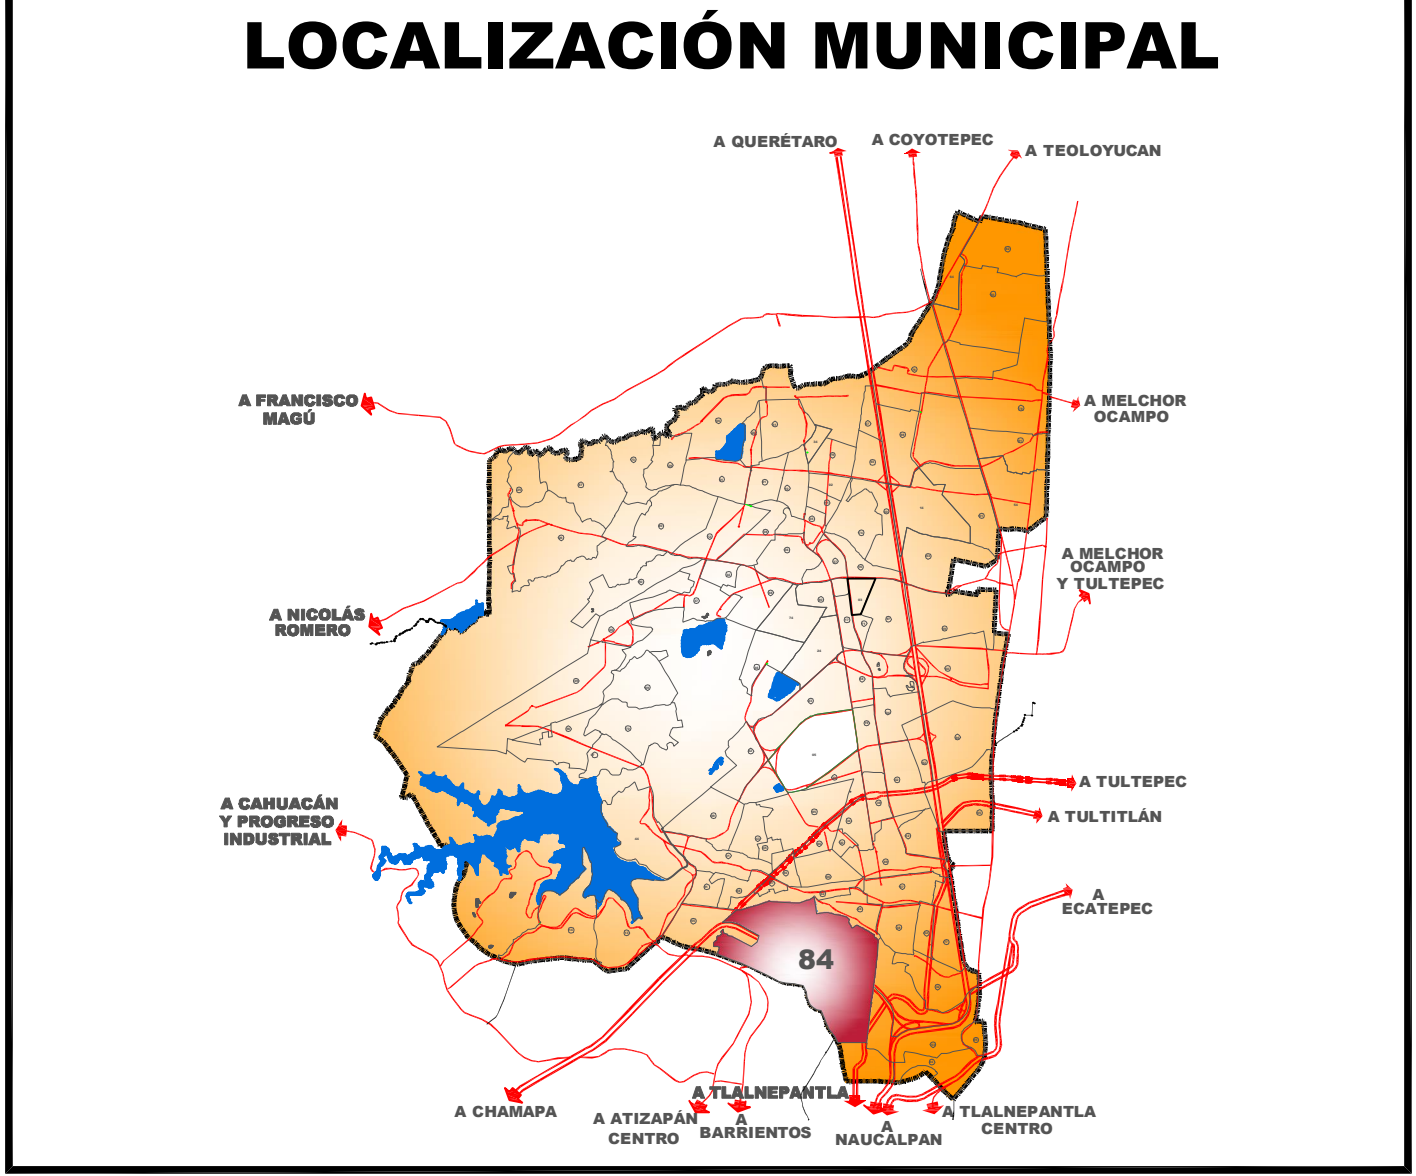 LOCALIZACIÓN MUNICIPAL
A QUERÉTARO
A COYOTEPEC
A TEOLOYUCAN
A FRANCISCO
MAGÚ
A MELCHOR
OCAMPO
A MELCHOR
OCAMPO
Y TULTEPEC
A NICOLÁS
ROMERO
A TULTEPEC
A CAHUACÁN
Y PROGRESO
INDUSTRIAL
A TULTITLÁN
A
ECATEPEC
84
A TLALNEPANTLA
A CHAMAPA
A ATIZAPÁN
CENTRO
A
BARRIENTOS
A
NAUCALPAN
A TLALNEPANTLA
CENTRO